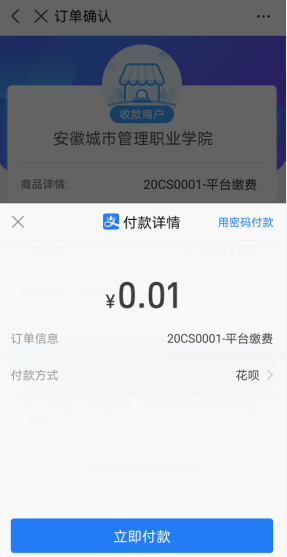 订单确认
收款商户
安徽城市管理职业学院
商品详情: 20CS0001-平台缴费
支 付款详情 用密码付款
¥0.01
订单信息 20CS0001-平台缴费
付款方式 花呗
立即付款